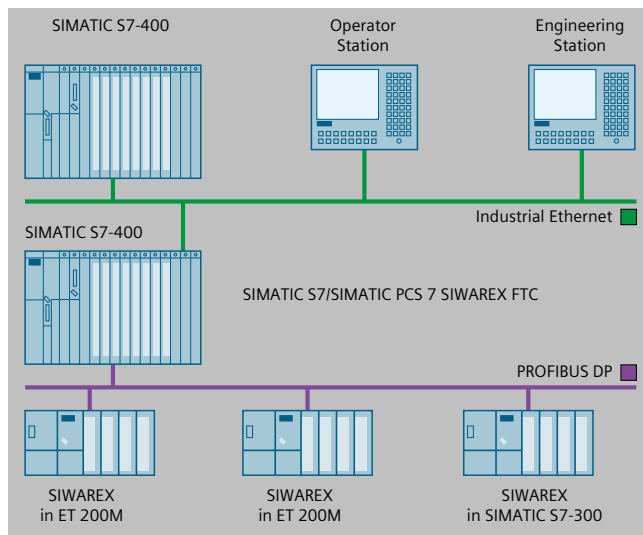 SIMATIC S7-400
Operator
Station
Engineering
Station
Industrial Ethernet
SIMATIC S7-400
SIMATIC S7/SIMATIC PCS 7 SIWAREX FTC
PROFIBUS DP
SIWAREX
in ET 200M
SIWAREX
in ET 200M
SIWAREX
in SIMATIC S7-300